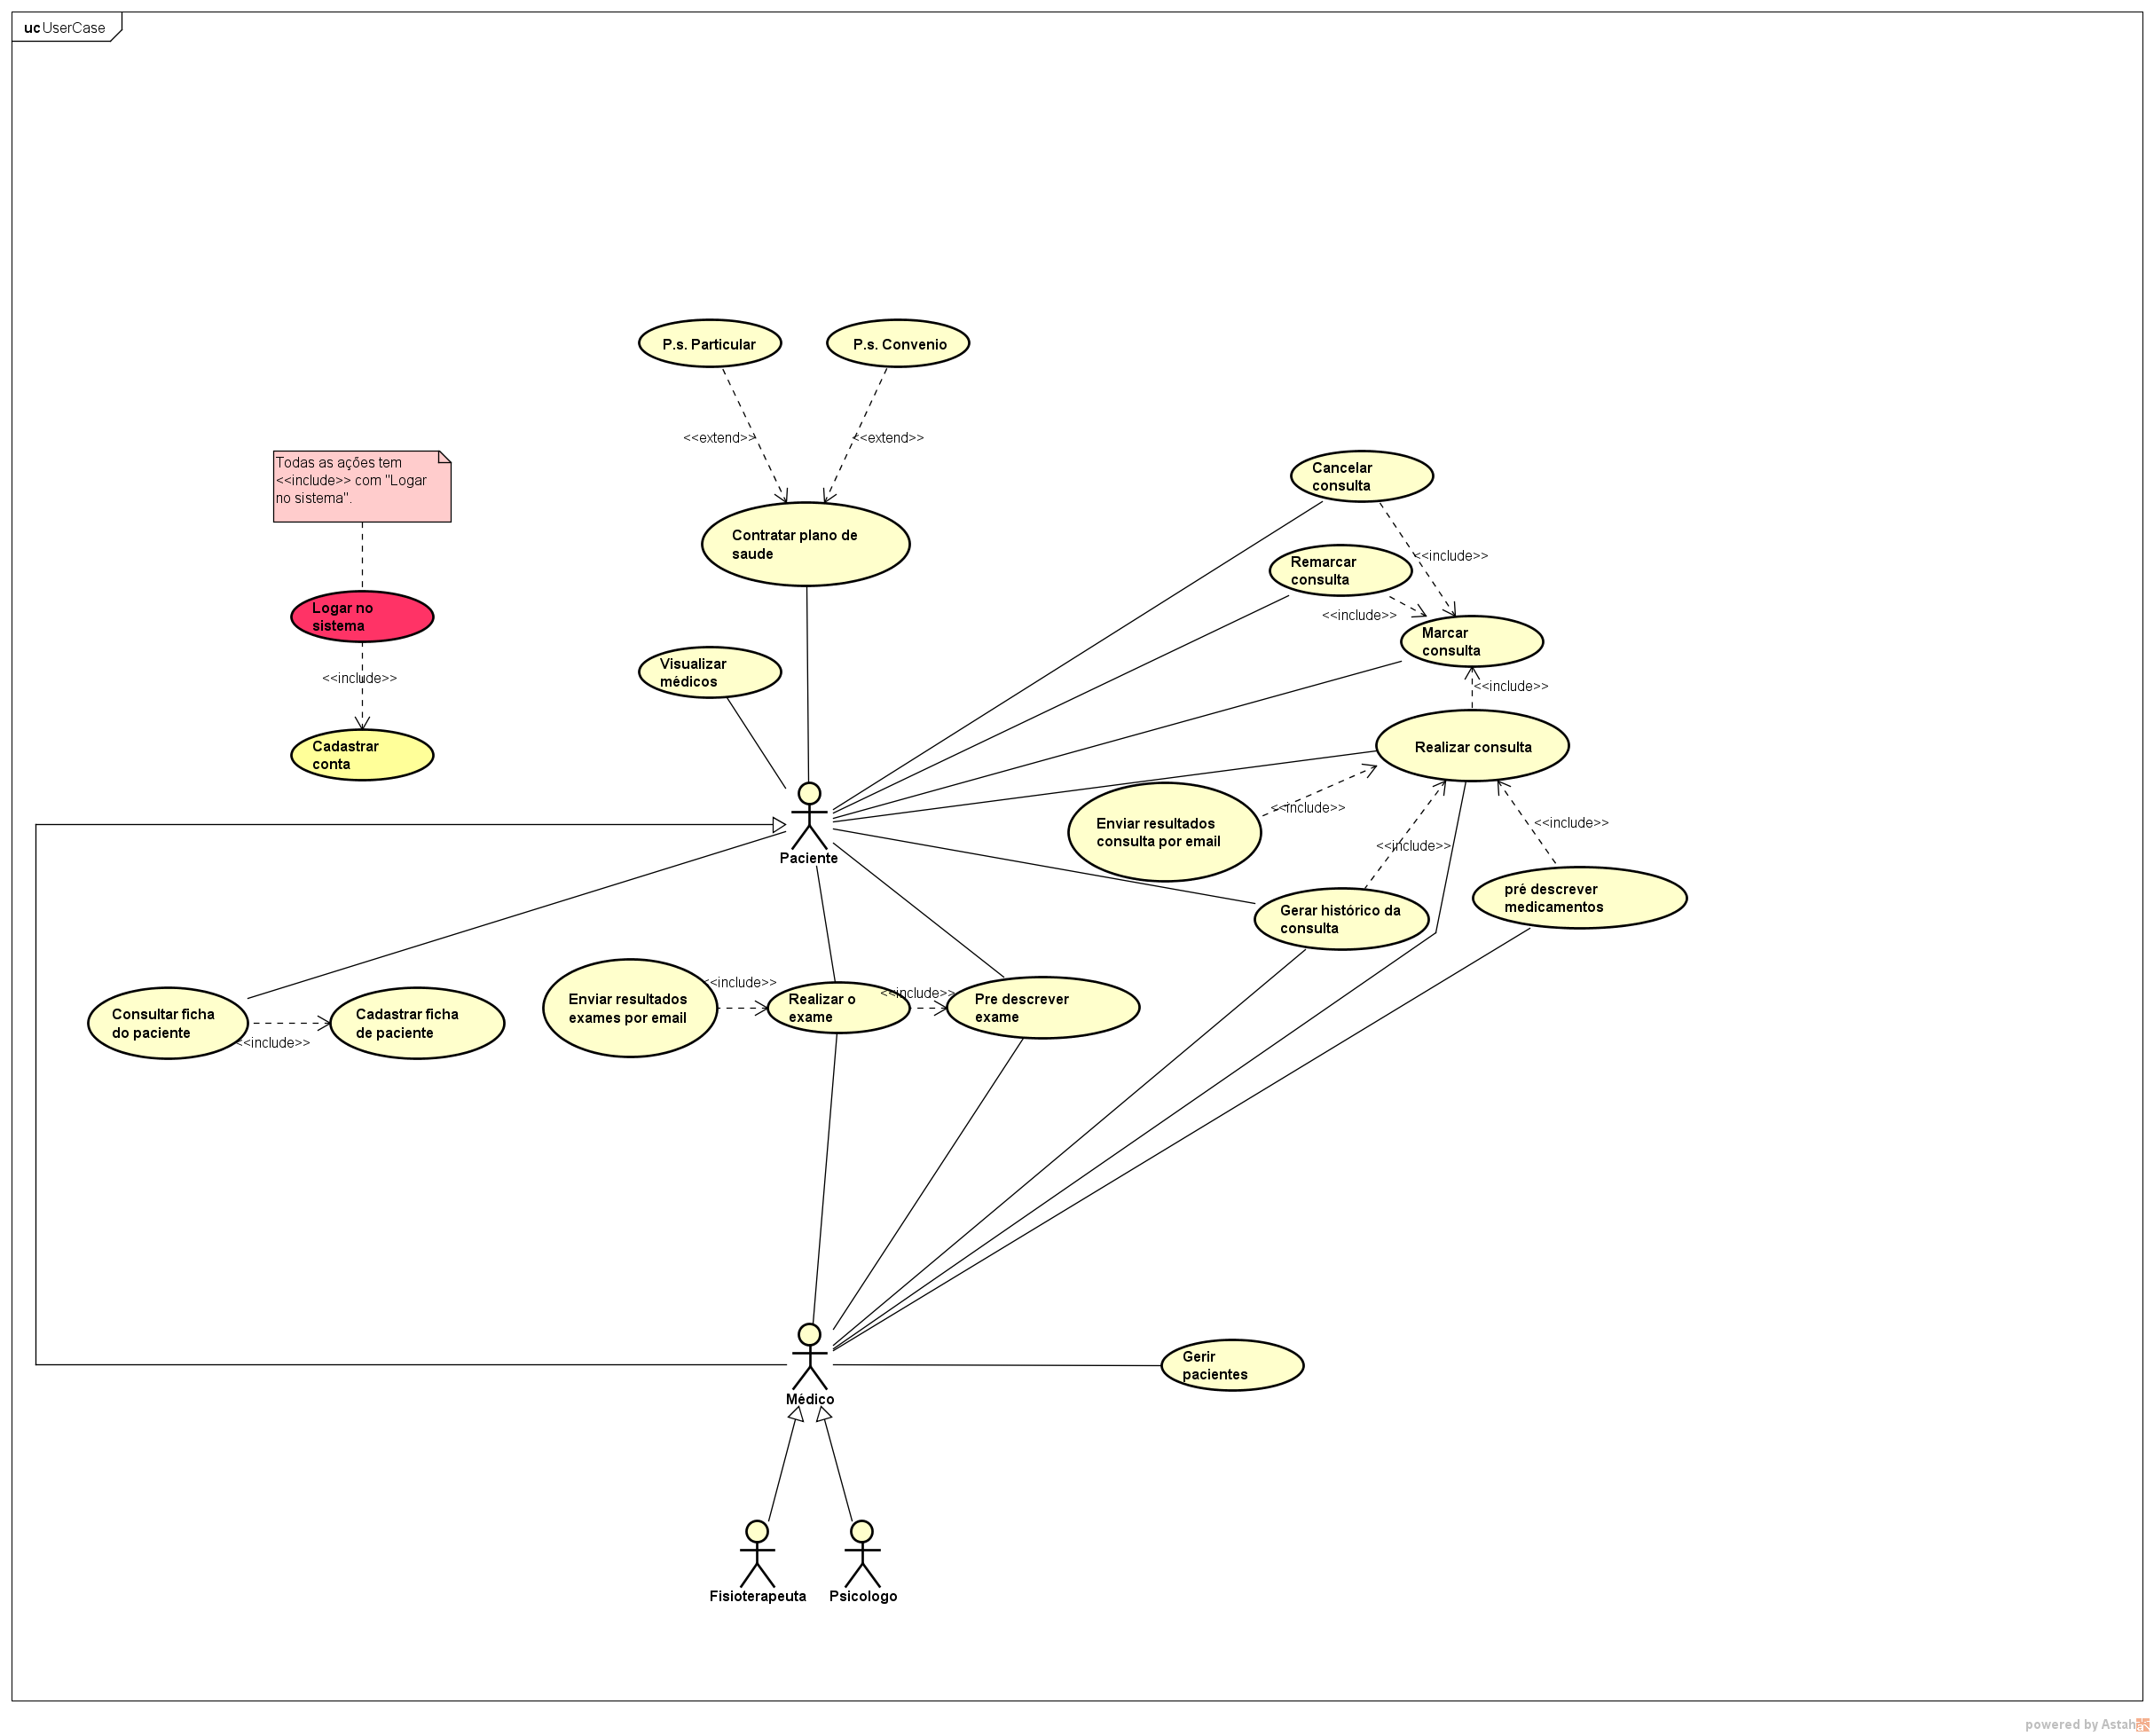 uc UserCase
P.s. Particular
P.s. Convenio
<<extend>>
<<extend>>
Todas as ações tem
<<include>> com "Logar
no sistema".
Cancelar
consulta
Contratar plano de
saude
<<include>>
Remarcar
consulta
<<include>>
Logar no
sistema
Marcar
consulta
Visualizar
médicos
<<include>>
<<include>>
Cadastrar
conta
Realizar consulta
<<include>>
Enviar resultados
consulta por email
<<include>>
<<include>>
Paciente
pré descrever
medicamentos
Gerar histórico da
consulta
<<include>>
<<include>>
Enviar resultados
exames por email
Realizar o
exame
Pre descrever
exame
Consultar ficha
do paciente
Cadastrar ficha
de paciente
<<include>>
Gerir
pacientes
Médico
Fisioterapeuta
Psicologo
powered by Astah